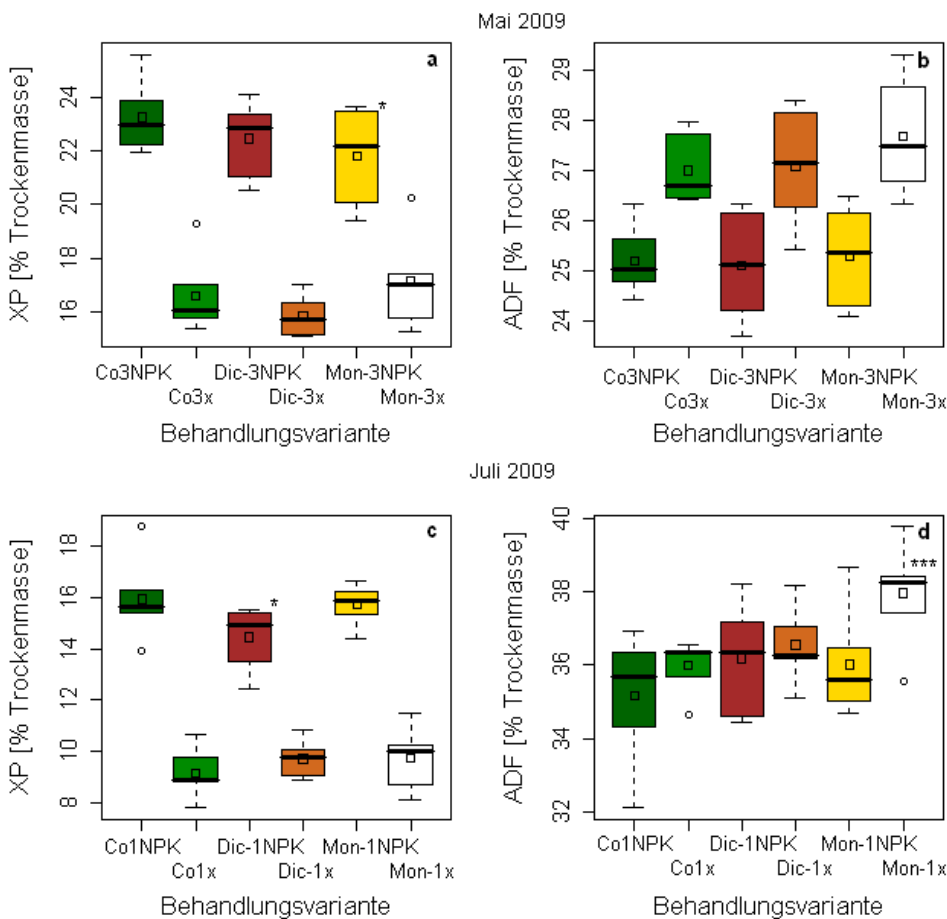 Mai 2009
a
XP [% Trockenmasse]
24
22
20
18
16
*
Co3NPK Dic-3NPK Mon-3NPK
Co3x Dic-3x Mon-3x
Behandlungsvariante
b
ADF [% Trockenmasse]
29
28
27
26
25
24
Co3NPK Dic-3NPK Mon-3NPK
Co3x Dic-3x Mon-3x
Behandlungsvariante
Juli 2009
c
XP [% Trockenmasse]
18
16
14
12
10
8
*
Co1NPK Dic-1NPK Mon-1NPK
Co1x Dic-1x Mon-1x
Behandlungsvariante
d
ADF [% Trockenmasse]
40
38
36
34
32
***
Co1NPK Dic-1NPK Mon-1NPK
Co1x Dic-1x Mon-1x
Behandlungsvariante